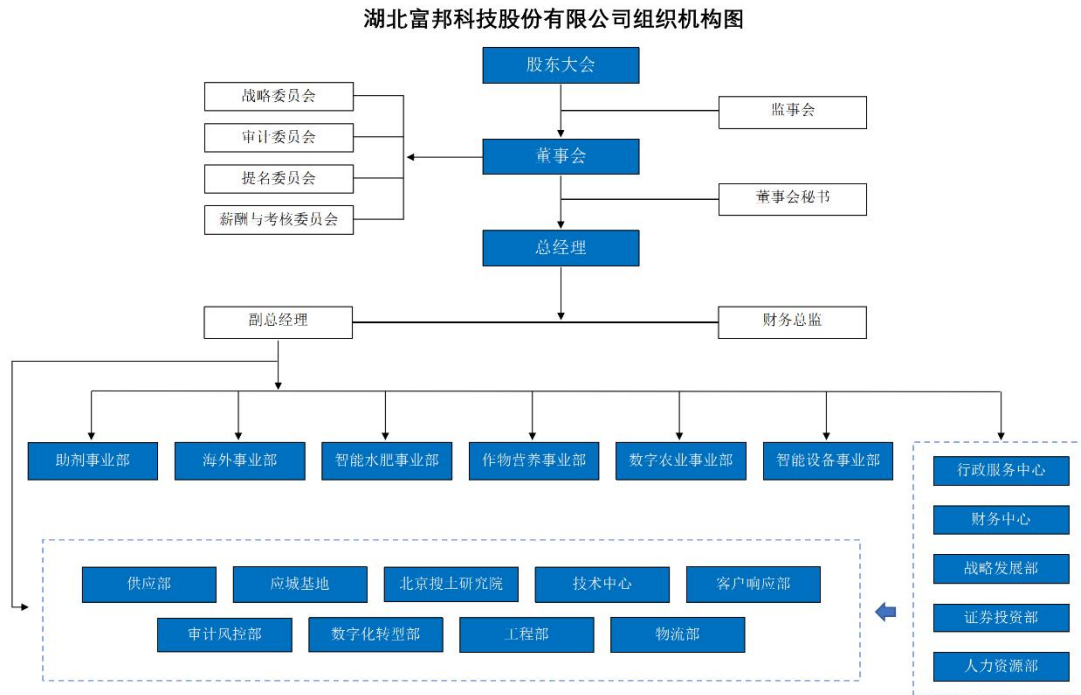 湖北富邦科技股份有限公司组织机构图
股东大会
战略委员会
监事会
审计委员会
董事会
提名委员会
董事会秘书
薪酬与考核委员会
总经理
副总经理
财务总监
助剂事业部
海外事业部
智能水肥事业部
作物营养事业部
数字农业事业部
智能设备事业部
行政服务中心
财务中心
战略发展部
证券投资部
人力资源部
供应部
应城基地
北京搜土研究院
技术中心
客户响应部
审计风控部
数字化转型部
工程部
物流部